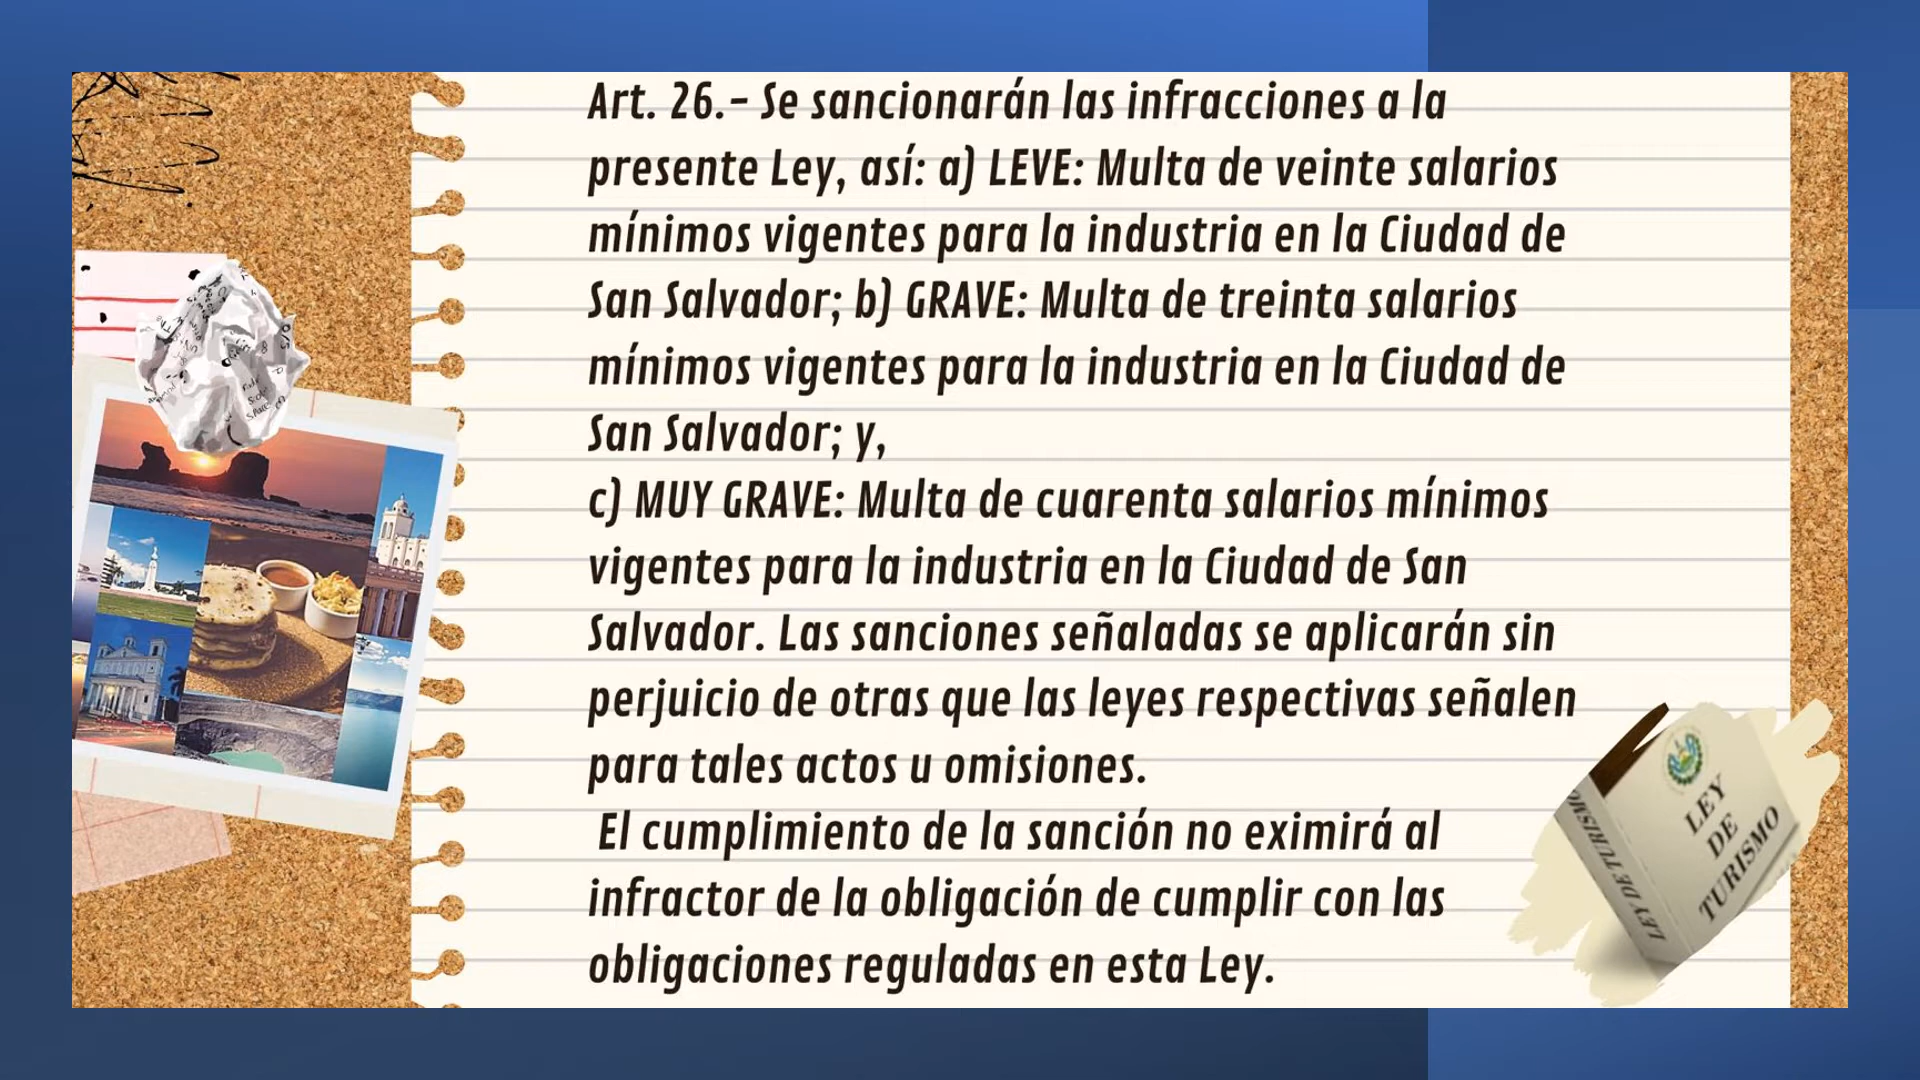 Art. 26.- Se sancionarán las infracciones a la
presente Ley, así: a) LEVE: Multa de veinte salarios
mínimos vigentes para la industria en la Ciudad de
San Salvador; b) GRAVE: Multa de treinta salarios
mínimos vigentes para la industria en la Ciudad de
San Salvador; y,
c) MUY GRAVE: Multa de cuarenta salarios mínimos
vigentes para la industria en la Ciudad de San
Salvador. Las sanciones señaladas se aplicarán sin
perjuicio de otras que las leyes respectivas señalen
para tales actos u omisiones.
El cumplimiento de la sanción no eximirá al
infractor de la obligación de cumplir con las
obligaciones reguladas en esta Ley.
LEY
DE
TURISMO
LEY DE TURISMO